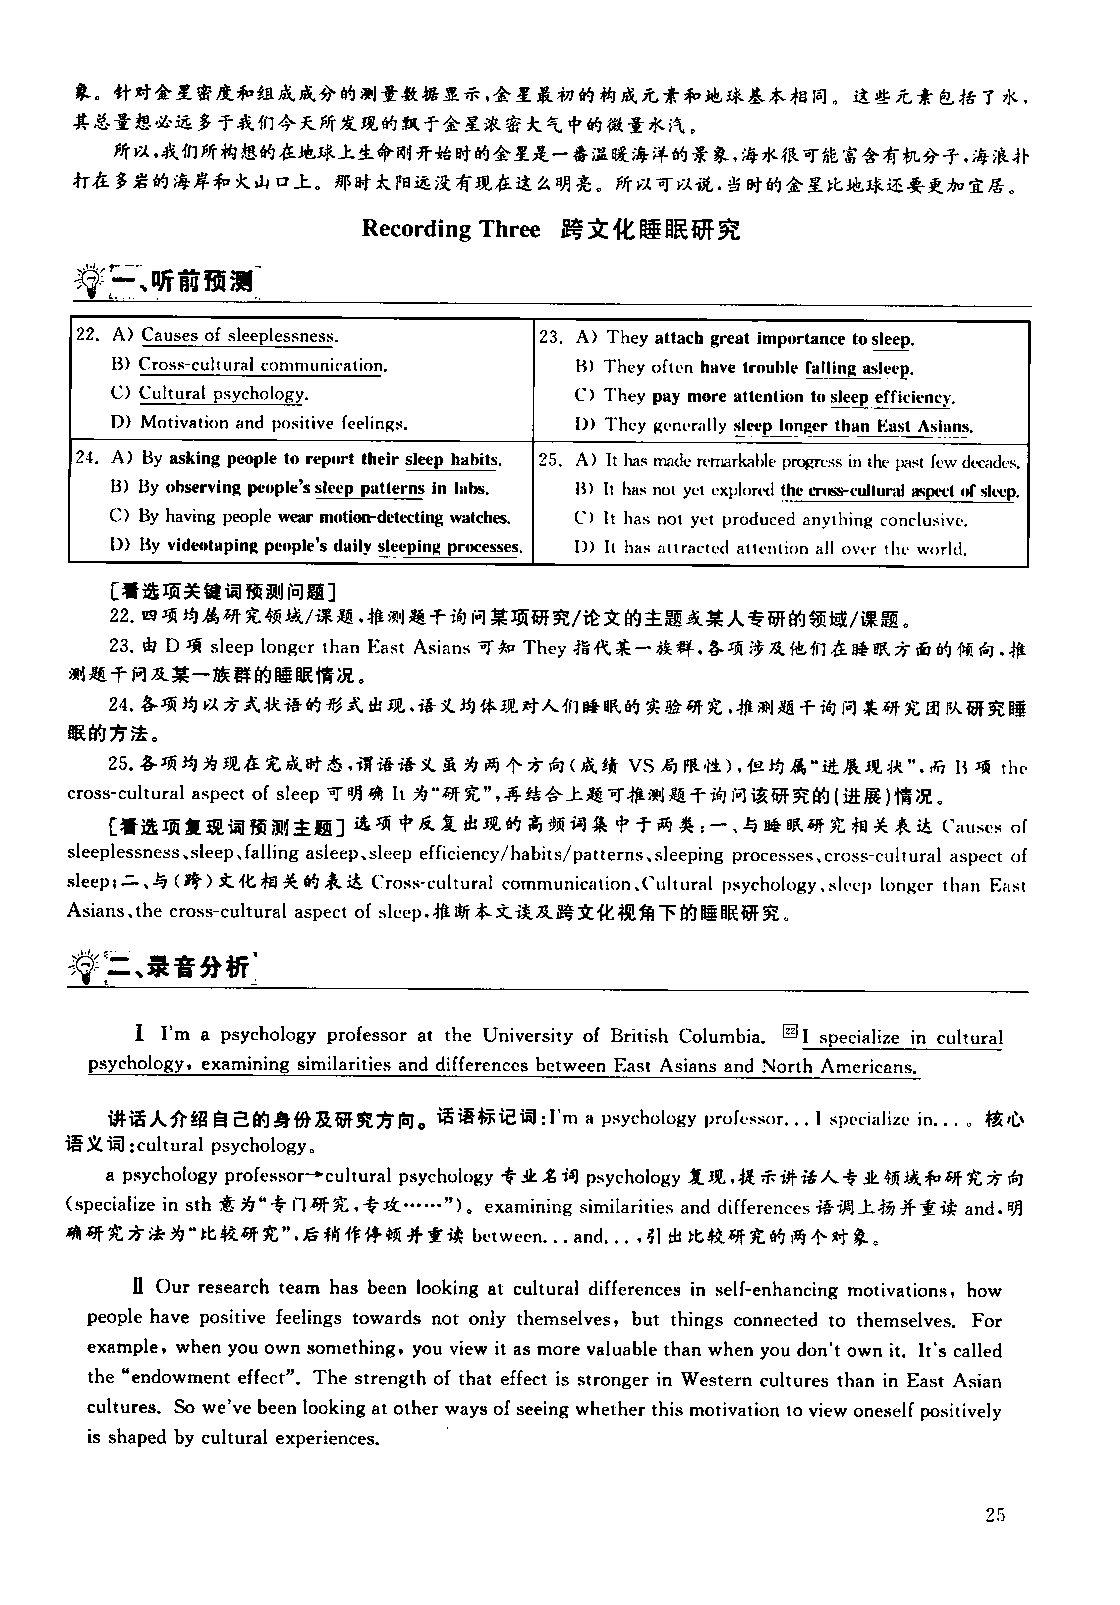 象。针对金星密度和组成成分的测量数据显示,金星最初的构成元素和地球基本相同。这些元素包括了水,
其总量想必远多于我们今天所发现的飘于金星浓密大气中的微量水汽。
所以,我们所构想的在地球上生命刚开始时的金星是一番温暖海洋的景象,海水很可能富含有机分子,海浪扑
打在多岩的海岸和火山口上。那时太阳远没有现在这么明亮。所以可以说,当时的金星比地球还要更加宜居。
Recording Three 跨文化睡眠研究
一、听前预测
22. A) Causes of sleeplessness.
B) Cross-cultural communication.
C) Cultural psychology.
D) Motivation and positive feelings.
23. A) They attach great importance to sleep.
B) They often have trouble falling asleep.
C) They pay more attention to sleep efficiency.
D) They generally sleep longer than East Asians.
24. A) By asking people to report their sleep habits.
B) By observing people's sleep patterns in labs.
C) By having people wear motion-detecting watches.
D) By videotaping people's daily sleeping processes.
25. A) It has made remarkable progress in the past few decades.
B) It has not yet explored the cross-cultural aspect of sleep.
C) It has not yet produced anything conclusive.
D) It has attracted attention all over the world.
[看选项关键词预测问题]
22. 四项均属研究领域/课题,推测题干询问某项研究/论文的主题或某人专研的领域/课题。
23. 由 D 项 sleep longer than East Asians 可知 They 指代某一族群,各项涉及他们在睡眠方面的倾向,推
测题干问及某一族群的睡眠情况。
24. 各项均以方式状语的形式出现、语义均体现对人们睡眠的实验研究,推测题干询问某研究团队研究睡
眠的方法。
25. 各项均为现在完成时态,谓语语义虽为两个方向(成绩 VS 局限性),但均属“进展现状”,而 B 项 the
cross-cultural aspect of sleep 可明确 It 为“研究”,再结合上题可推测题干询问该研究的(进展)情况。
[看选项复现词预测主题] 选项中反复出现的高频词集中于两类:一、与睡眠研究相关表达 Causes of
sleeplessness、sleep、falling asleep、sleep efficiency/habits/patterns、sleeping processes、cross-cultural aspect of
sleep;二、与(跨)文化相关的表达 Cross-cultural communication、Cultural psychology、sleep longer than East
Asians、the cross-cultural aspect of sleep,推断本文谈及跨文化视角下的睡眠研究。
二、录音分析
Ⅰ I'm a psychology professor at the University of British Columbia. [22] I specialize in cultural
psychology, examining similarities and differences between East Asians and North Americans.
讲话人介绍自己的身份及研究方向。话语标记词:I'm a psychology professor... I specialize in...。核心
语义词:cultural psychology。
a psychology professor→cultural psychology 专业名词 psychology 复现,提示讲话人专业领域和研究方向
(specialize in sth 意为“专门研究,专攻……”)。examining similarities and differences 语调上扬并重读 and,明
确研究方法为“比较研究”,后稍作停顿并重读 between... and...,引出比较研究的两个对象。
Ⅱ Our research team has been looking at cultural differences in self-enhancing motivations, how
people have positive feelings towards not only themselves, but things connected to themselves. For
example, when you own something, you view it as more valuable than when you don't own it. It's called
the “endowment effect”. The strength of that effect is stronger in Western cultures than in East Asian
cultures. So we've been looking at other ways of seeing whether this motivation to view oneself positively
is shaped by cultural experiences.
25